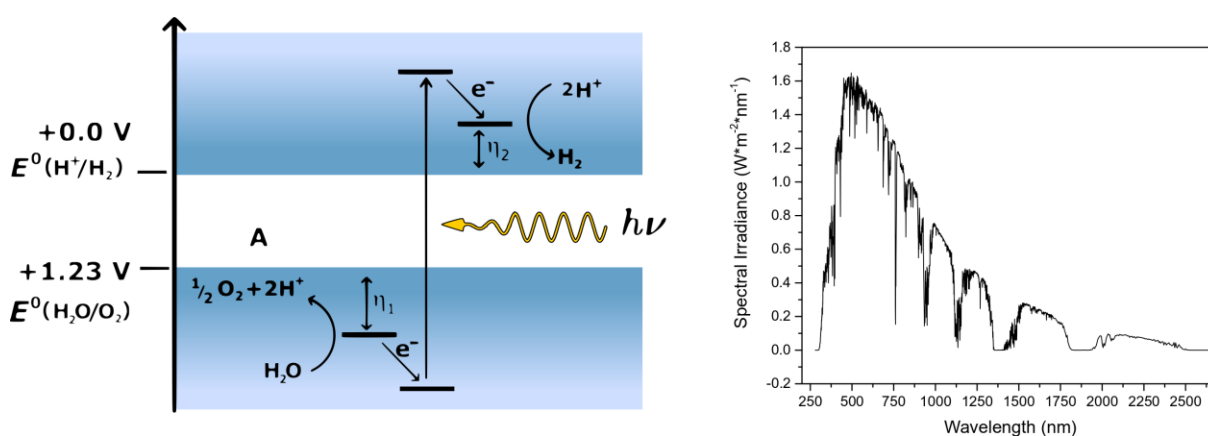 +0.0 V
E⁰(H⁺/H₂)
e⁻
2H⁺
η₂
H₂
hν
A
+1.23 V
E⁰(H₂O/O₂)
½ O₂+2H⁺
η₁
e⁻
H₂O
Spectral Irradiance (W*m⁻²*nm⁻¹)
1.8
1.6
1.4
1.2
1.0
0.8
0.6
0.4
0.2
0.0
-0.2
250 500 750 1000 1250 1500 1750 2000 2250 2500
Wavelength (nm)